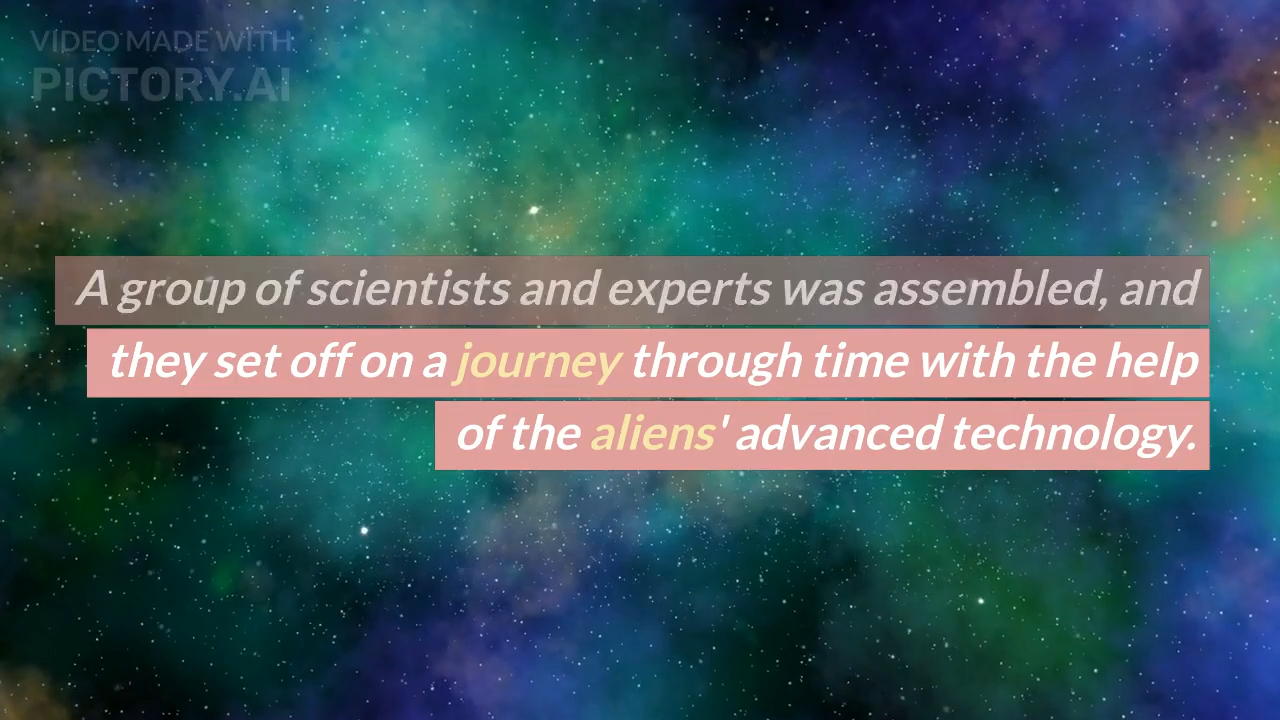 VIDEO MADE WITH
PICTORY.AI
A group of scientists and experts was assembled, and
they set off on a journey through time with the help
of the aliens' advanced technology.